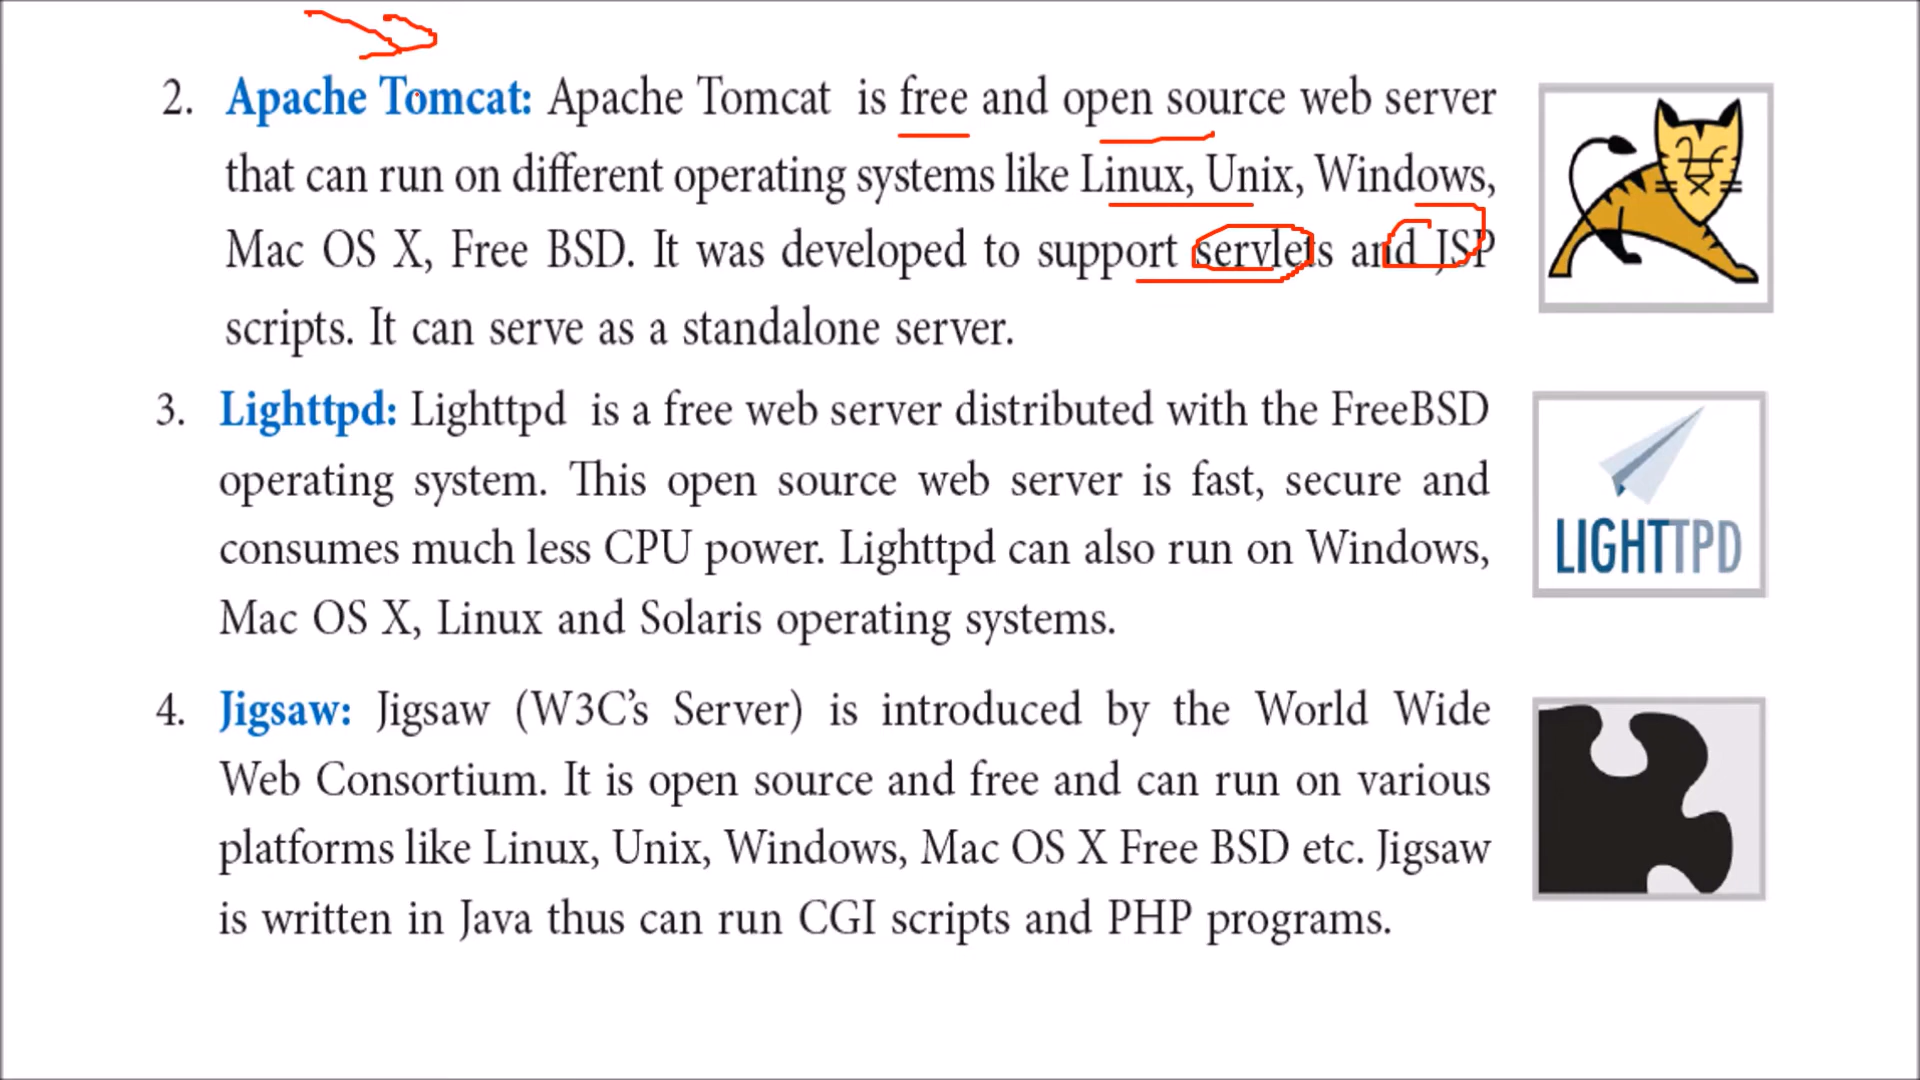 2. Apache Tomcat: Apache Tomcat is free and open source web server
that can run on different operating systems like Linux, Unix, Windows,
Mac OS X, Free BSD. It was developed to support servlets and JSP
scripts. It can serve as a standalone server.
3. Lighttpd: Lighttpd is a free web server distributed with the FreeBSD
operating system. This open source web server is fast, secure and
consumes much less CPU power. Lighttpd can also run on Windows,
Mac OS X, Linux and Solaris operating systems.
LIGHTTPD
4. Jigsaw: Jigsaw (W3C's Server) is introduced by the World Wide
Web Consortium. It is open source and free and can run on various
platforms like Linux, Unix, Windows, Mac OS X Free BSD etc. Jigsaw
is written in Java thus can run CGI scripts and PHP programs.